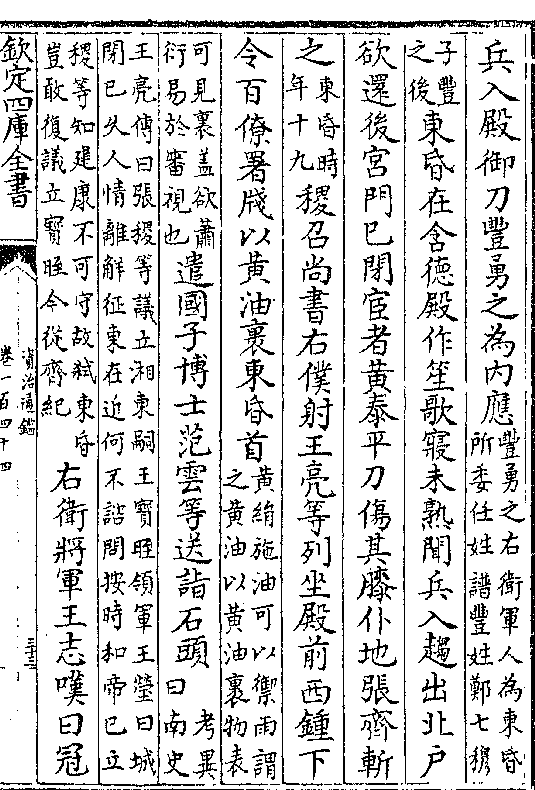 兵入殿御刀豐勇之為内應豐勇之右衛軍人為東昏
所委任姓譜豐姓鄭七穆
子豐
之後東昏在含德殿作笙歌寢未熟聞兵入趨出北户
欲還後宫門已閉宦者黄泰平刀傷其膝仆地張齊斬
之東昏時
年十九稷召尚書右僕射王亮等列坐殿前西鍾下
令百僚署牋以黄油裹東昏首黄絹施油可以禦雨謂
之黄油以黄油裹物表
可見裏蓋欲蕭
衍易於審視也遣國子博士范雲等送詣石頭考異
曰南史
王亮傳曰張稷等議立湘東嗣王寶晊領軍王瑩曰城
閉已久人情離解征東在近何不諮問按時和帝已立
稷等知建康不可守故弑東昏
豈敢復議立寶晊今從齊紀右衛將軍王志嘆曰冠
欽定四庫全書
資治通鑑
卷一百四十四
三十三